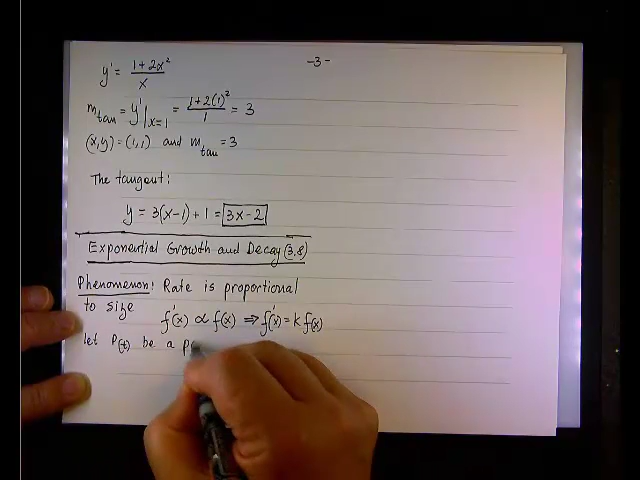 -3-
y' = 1+2x² / x
m_tan = y'|x=1 = 1+2(1)² / 1 = 3
(x,y) = (1,1) and m_tan = 3
The tangent:
y = 3(x-1)+1 = 3x-2
Exponential Growth and Decay (3.8)
Phenomenon: Rate is proportional
to size
f'(x) ∝ f(x) ⇒ f'(x) = k f(x)
let P(t) be a p